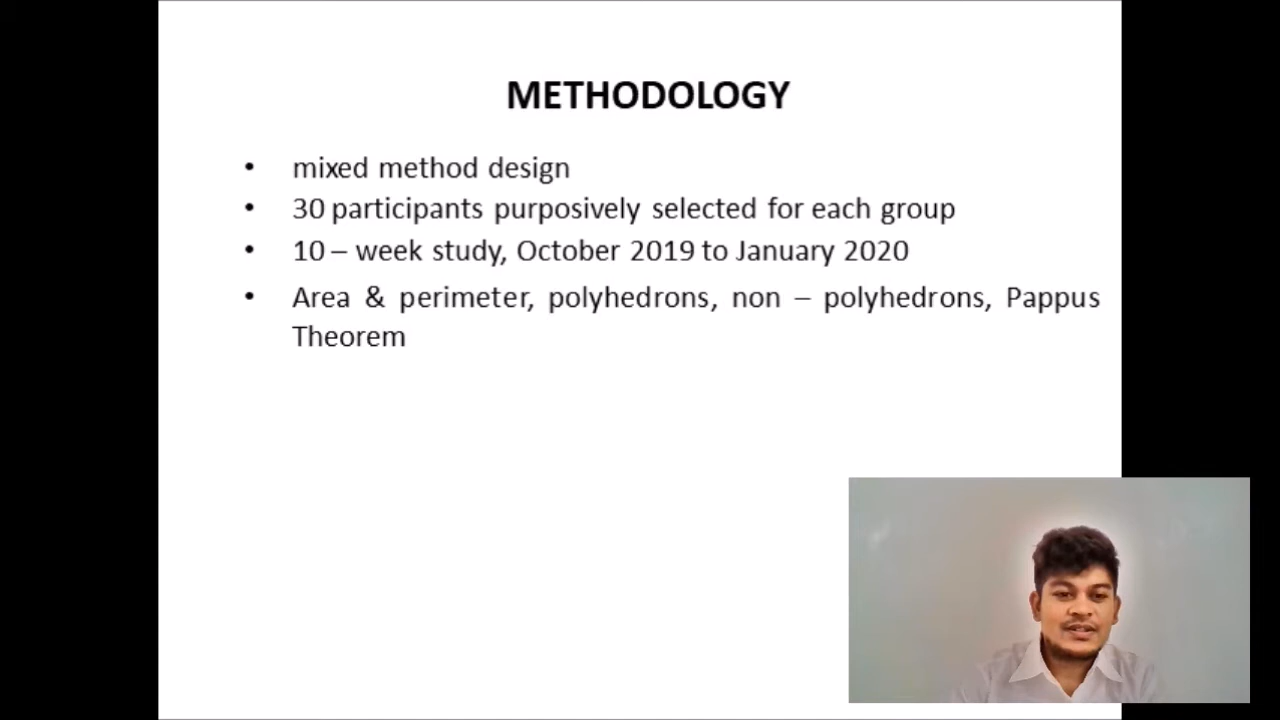 METHODOLOGY
• mixed method design
• 30 participants purposively selected for each group
• 10 – week study, October 2019 to January 2020
• Area & perimeter, polyhedrons, non – polyhedrons, Pappus
Theorem